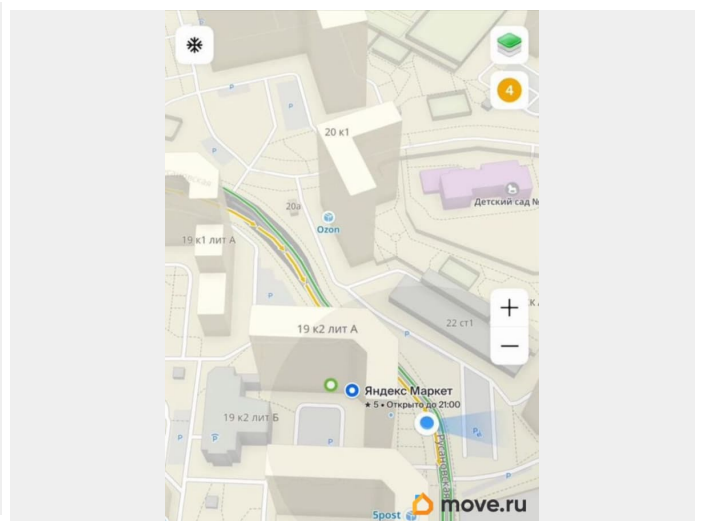 4
P
20 к1
Детский сад №
20а
Ozon
19 к1 лит А
P
+
22 ст1
19 к2 лит А
P
−
Яндекс Маркет
★ 5 • Открыто до 21:00
19 к2 лит Б
P
P
P
P
P
move.ru
5post